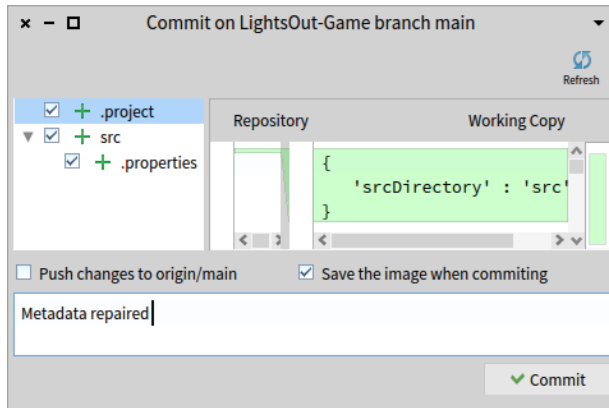 Commit on LightsOut-Game branch main
Refresh
.project
src
.properties
Repository
Working Copy
{
'srcDirectory' : 'src'
}
Push changes to origin/main
Save the image when commiting
Metadata repaired
Commit